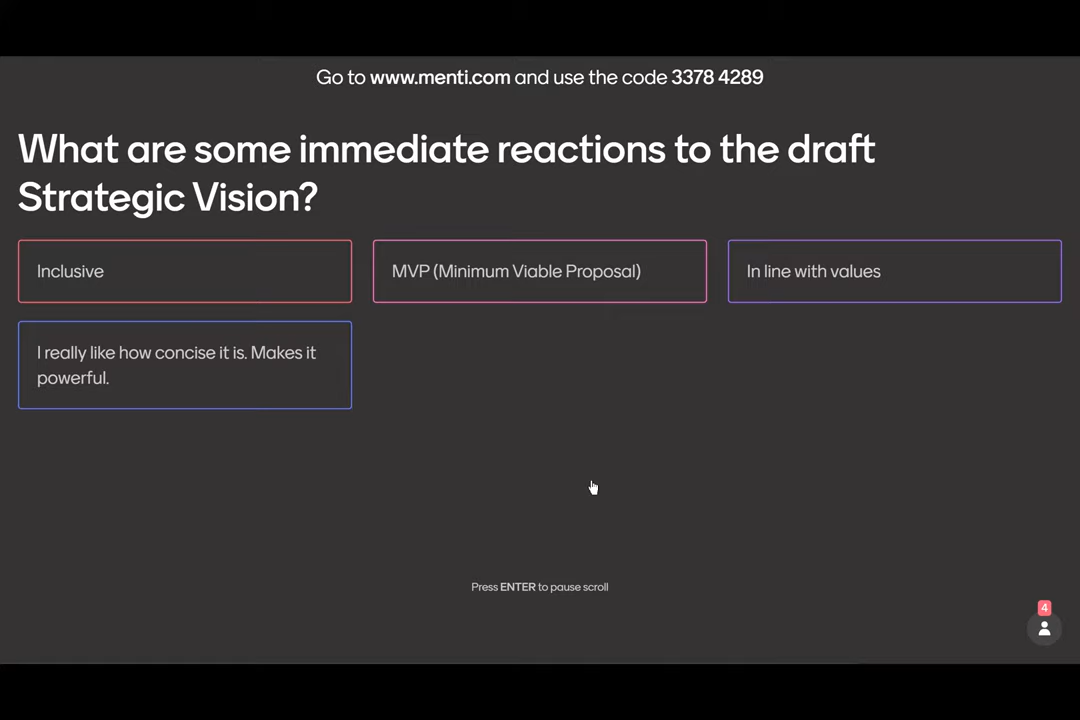 Go to www.menti.com and use the code 3378 4289
What are some immediate reactions to the draft
Strategic Vision?
Inclusive
MVP (Minimum Viable Proposal)
In line with values
I really like how concise it is. Makes it
powerful.
Press ENTER to pause scroll
4